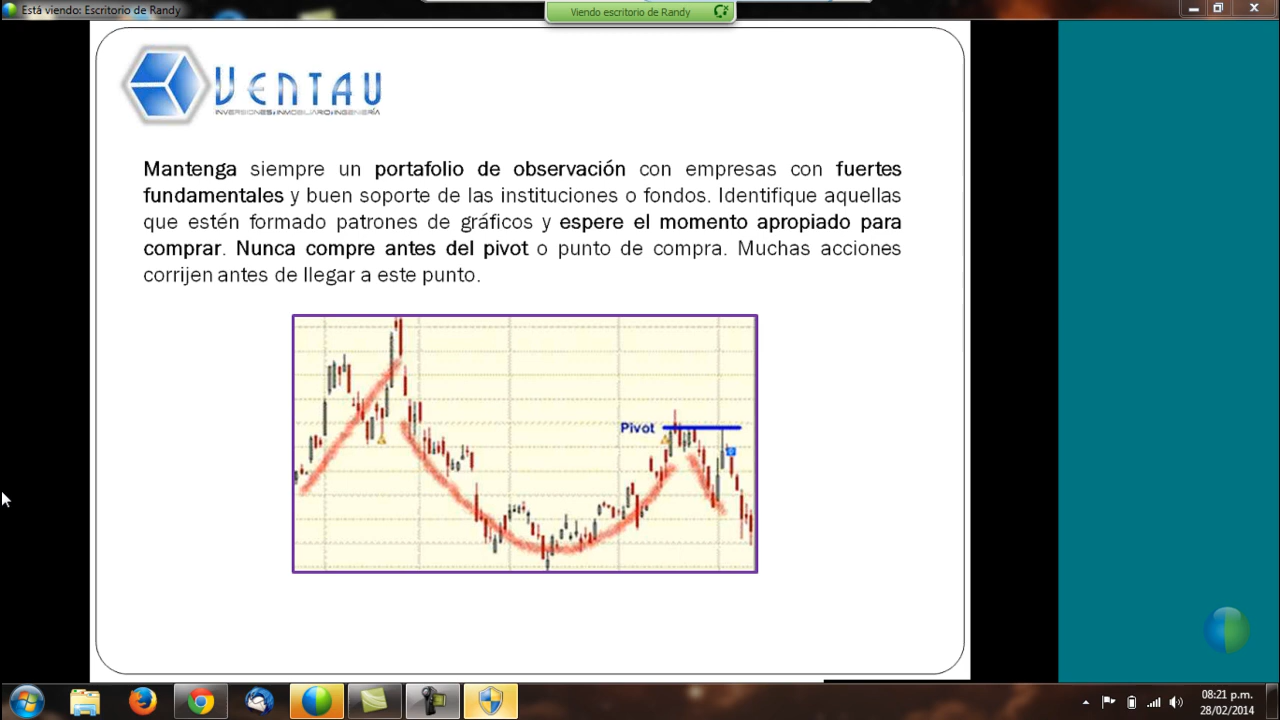 Está viendo: Escritorio de Randy
Viendo escritorio de Randy
VENTAU
INVERSIONES INMOBILIARIO INGENIERÍA
Mantenga siempre un portafolio de observación con empresas con fuertes
fundamentales y buen soporte de las instituciones o fondos. Identifique aquellas
que estén formado patrones de gráficos y espere el momento apropiado para
comprar. Nunca compre antes del pivot o punto de compra. Muchas acciones
corrijen antes de llegar a este punto.
Pivot
08:21 p.m.
28/02/2014